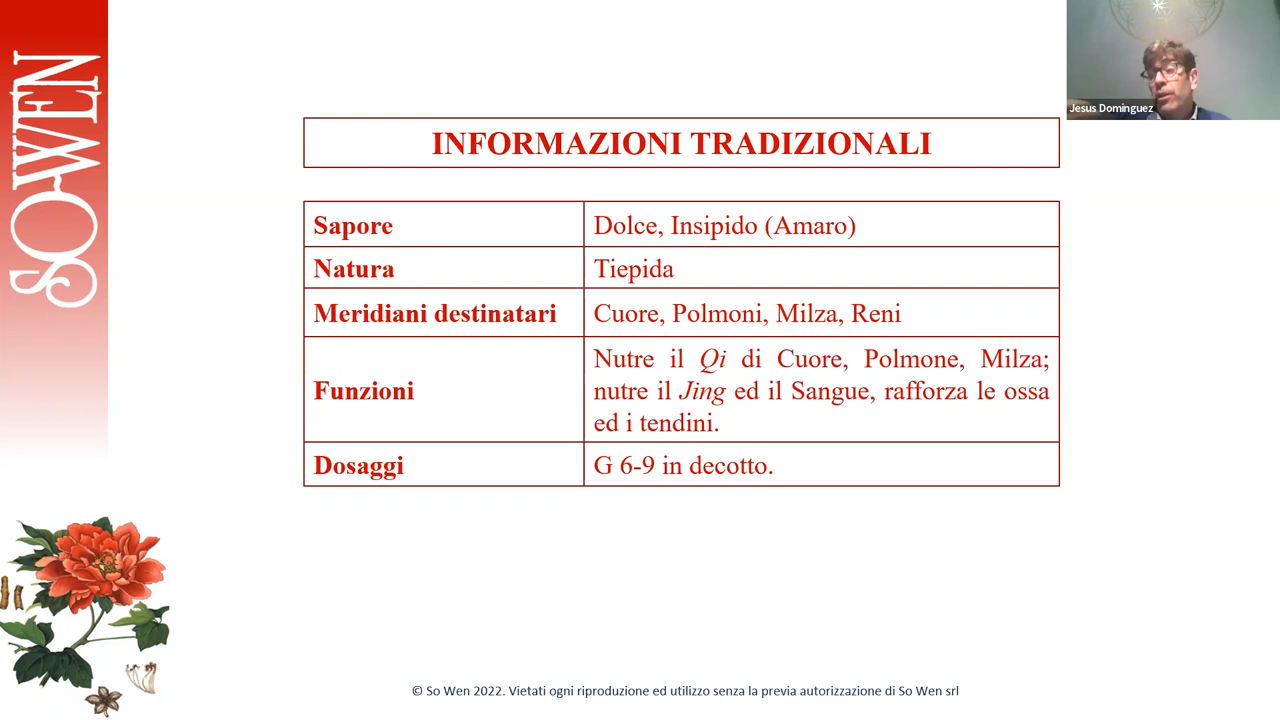 SOWEN
Jesus Dominguez
INFORMAZIONI TRADIZIONALI
Sapore
Dolce, Insipido (Amaro)
Natura
Tiepida
Meridiani destinatari
Cuore, Polmoni, Milza, Reni
Funzioni
Nutre il Qi di Cuore, Polmone, Milza;
nutre il Jing ed il Sangue, rafforza le ossa
ed i tendini.
Dosaggi
G 6-9 in decotto.
© So Wen 2022. Vietati ogni riproduzione ed utilizzo senza la previa autorizzazione di So Wen srl